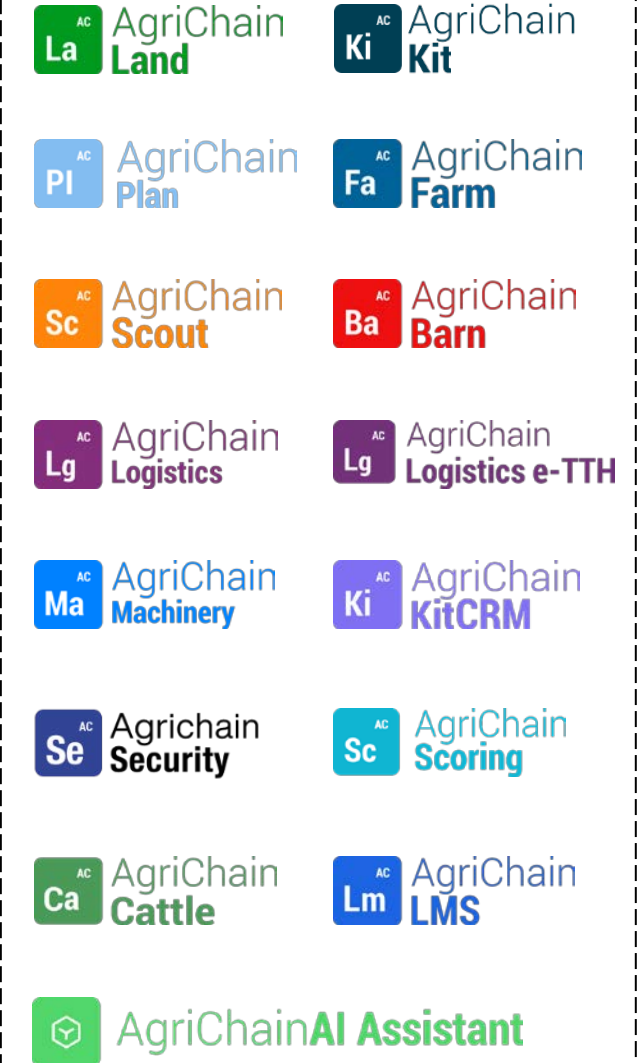 AC
La
AgriChain
Land
AC
Ki
AgriChain
Kit
AC
Pl
AgriChain
Plan
AC
Fa
AgriChain
Farm
AC
Sc
AgriChain
Scout
AC
Ba
AgriChain
Barn
AC
Lg
AgriChain
Logistics
AC
Lg
AgriChain
Logistics e-TTH
AC
Ma
AgriChain
Machinery
AC
Ki
AgriChain
KitCRM
AC
Se
Agrichain
Security
AC
Sc
AgriChain
Scoring
AC
Ca
AgriChain
Cattle
AC
Lm
AgriChain
LMS
AgriChainAI Assistant